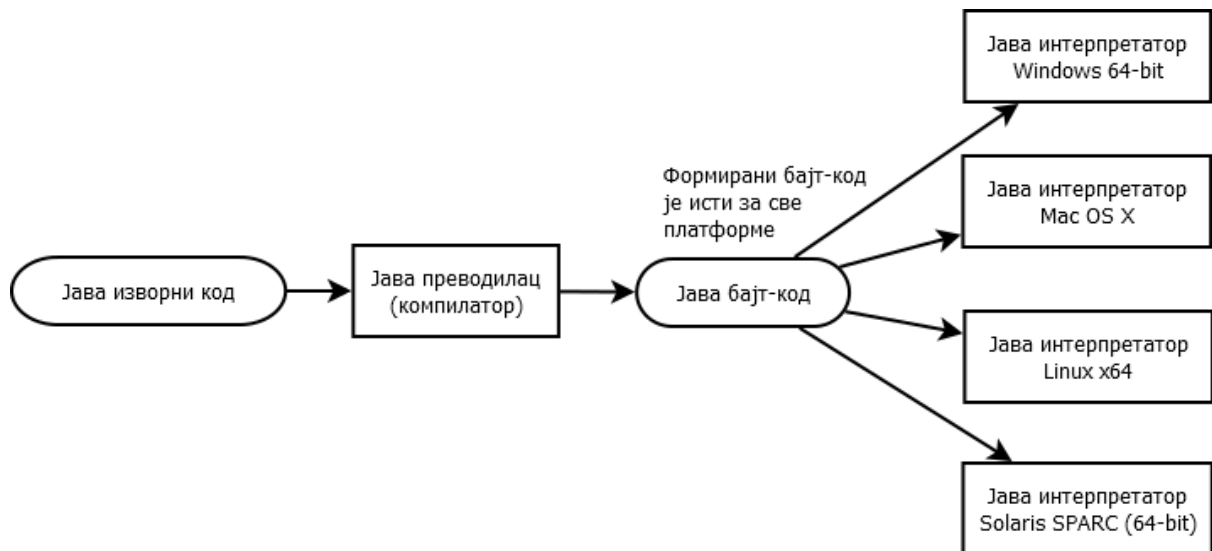 Јава изворни код
Јава преводилац
(компилатор)
Формирани бајт-код
је исти за све
платформе
Јава бајт-код
Јава интерпретатор
Windows 64-bit
Јава интерпретатор
Mac OS X
Јава интерпретатор
Linux x64
Јава интерпретатор
Solaris SPARC (64-bit)